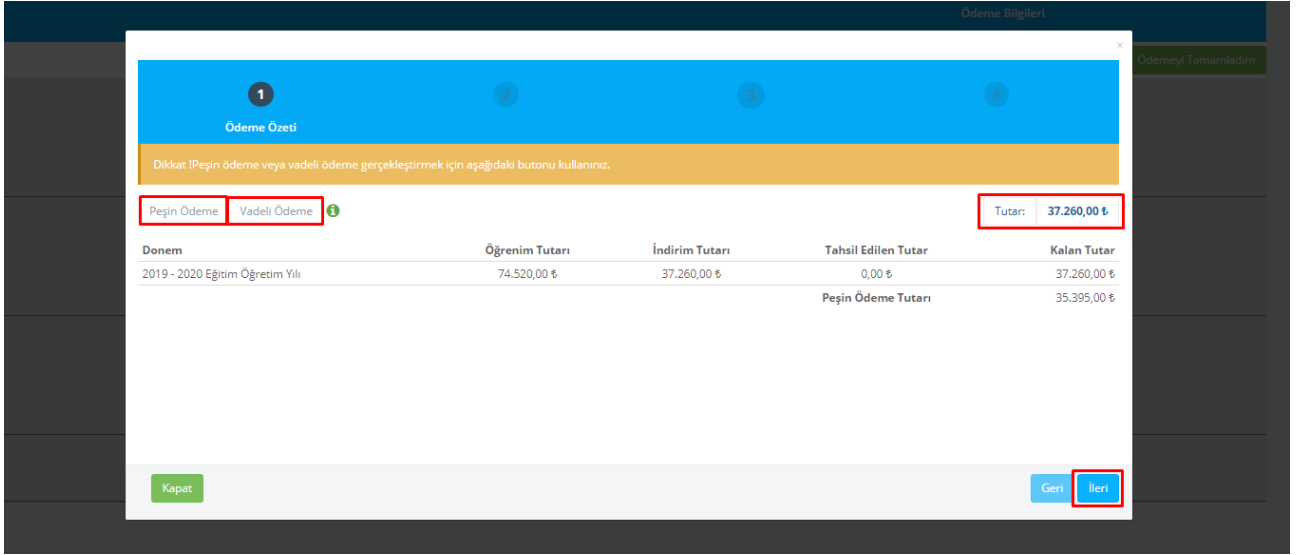 Ödeme Bilgileri
×
Ödemeyi Tamamladım
1 2 3 4
Ödeme Özeti
Dikkat !Peşin ödeme veya vadeli ödeme gerçekleştirmek için aşağıdaki butonu kullanınız.
Peşin Ödeme Vadeli Ödeme Tutar: 37.260,00 ₺
Donem Öğrenim Tutarı İndirim Tutarı Tahsil Edilen Tutar Kalan Tutar
2019 - 2020 Eğitim Öğretim Yılı 74.520,00 ₺ 37.260,00 ₺ 0,00 ₺ 37.260,00 ₺
Peşin Ödeme Tutarı 35.395,00 ₺
Kapat Geri İleri